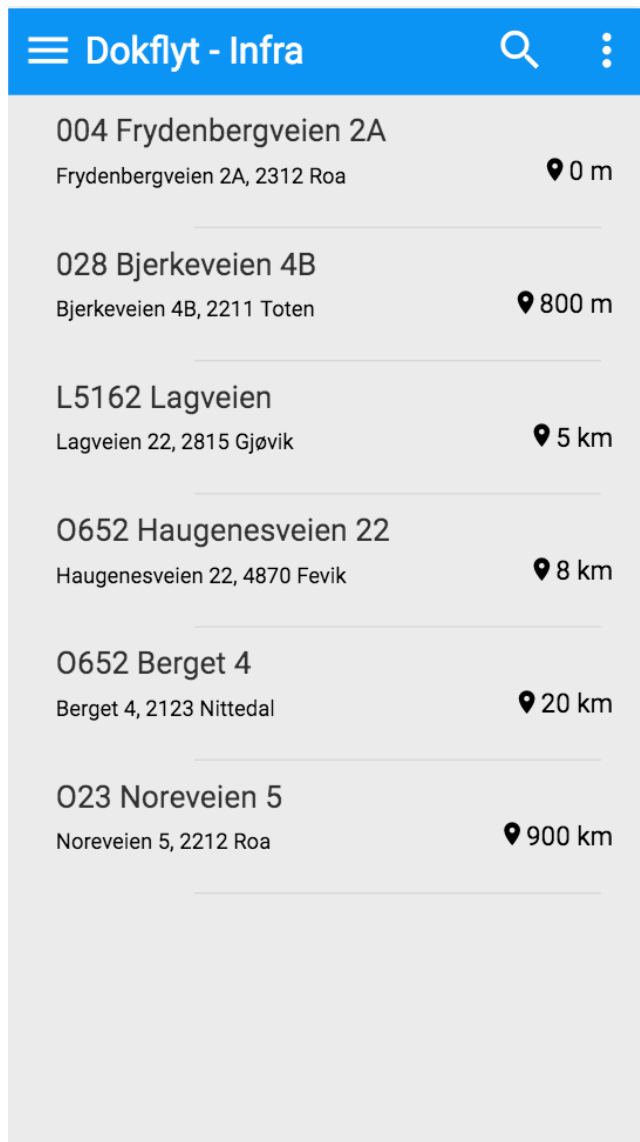 Dokflyt - Infra
004 Frydenbergveien 2A
Frydenbergveien 2A, 2312 Roa
0 m
028 Bjerkeveien 4B
Bjerkeveien 4B, 2211 Toten
800 m
L5162 Lagveien
Lagveien 22, 2815 Gjøvik
5 km
O652 Haugenesveien 22
Haugenesveien 22, 4870 Fevik
8 km
O652 Berget 4
Berget 4, 2123 Nittedal
20 km
O23 Noreveien 5
Noreveien 5, 2212 Roa
900 km